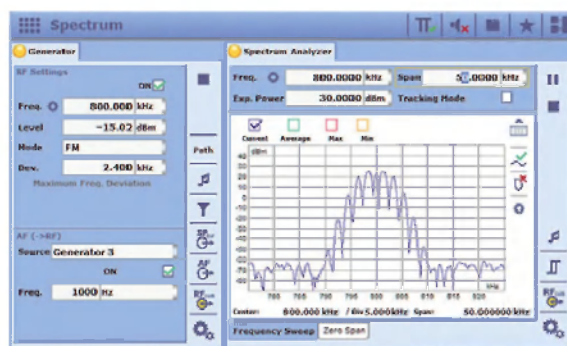 Spectrum
Generator
RF Settings
ON
Freq. 800.000 kHz
Level -15.02 dBm
Mode FM
Dev. 2.400 kHz
Maximum Freq. Deviation
AF (->RF)
Source Generator 3
ON
Freq. 1000 Hz
Path
AF
RF
Spectrum Analyzer
Freq. 800.0000 kHz Span 50.0000 kHz
Exp. Power 30.0000 dBm Tracking Mode
Current Average Max Min
dBm
40
30
20
10
0
-10
-20
-30
-40
-50
-60
-70
-80
780 785 790 795 800 805 810 815 820
kHz
Center: 800.000 kHz / Div 5.000kHz Span: 50.000000 kHz
Frequency Sweep Zero Span
RF